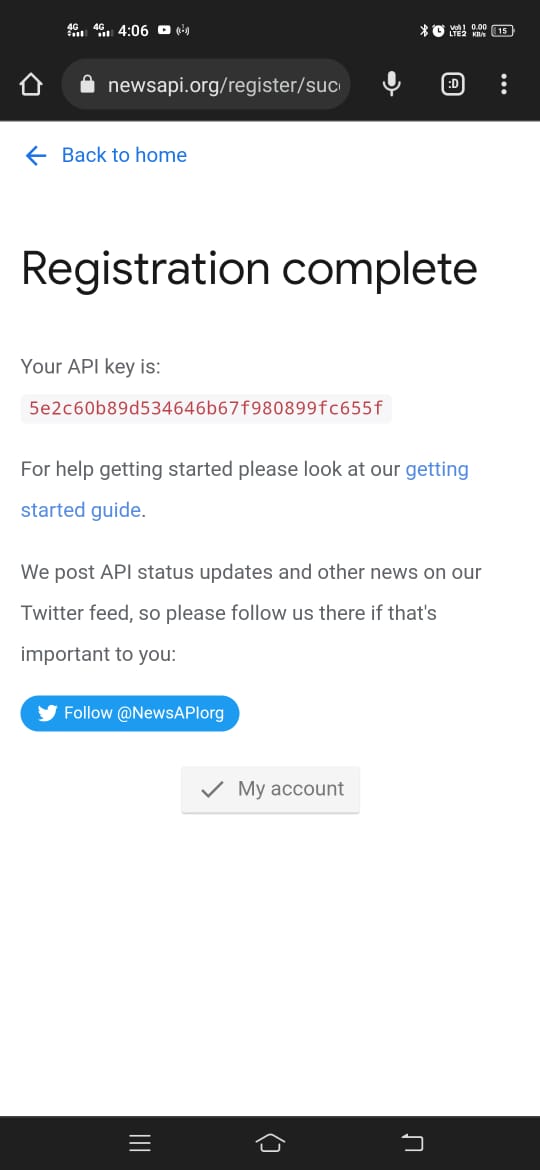 4G 4G 4:06 Vo) 1 LTE2 0.00 KB/s 15
newsapi.org/register/suc :D
Back to home
Registration complete
Your API key is:
5e2c60b89d534646b67f980899fc655f
For help getting started please look at our getting
started guide.
We post API status updates and other news on our
Twitter feed, so please follow us there if that's
important to you:
Follow @NewsAPIorg
My account